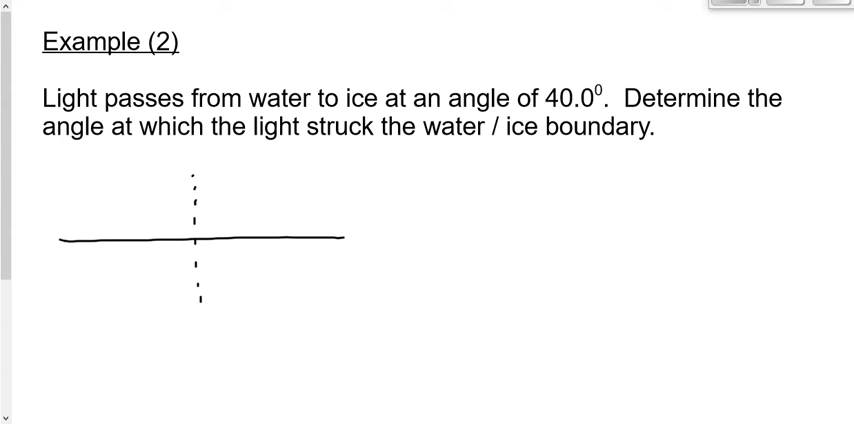 Example (2)
Light passes from water to ice at an angle of 40.0⁰. Determine the
angle at which the light struck the water / ice boundary.